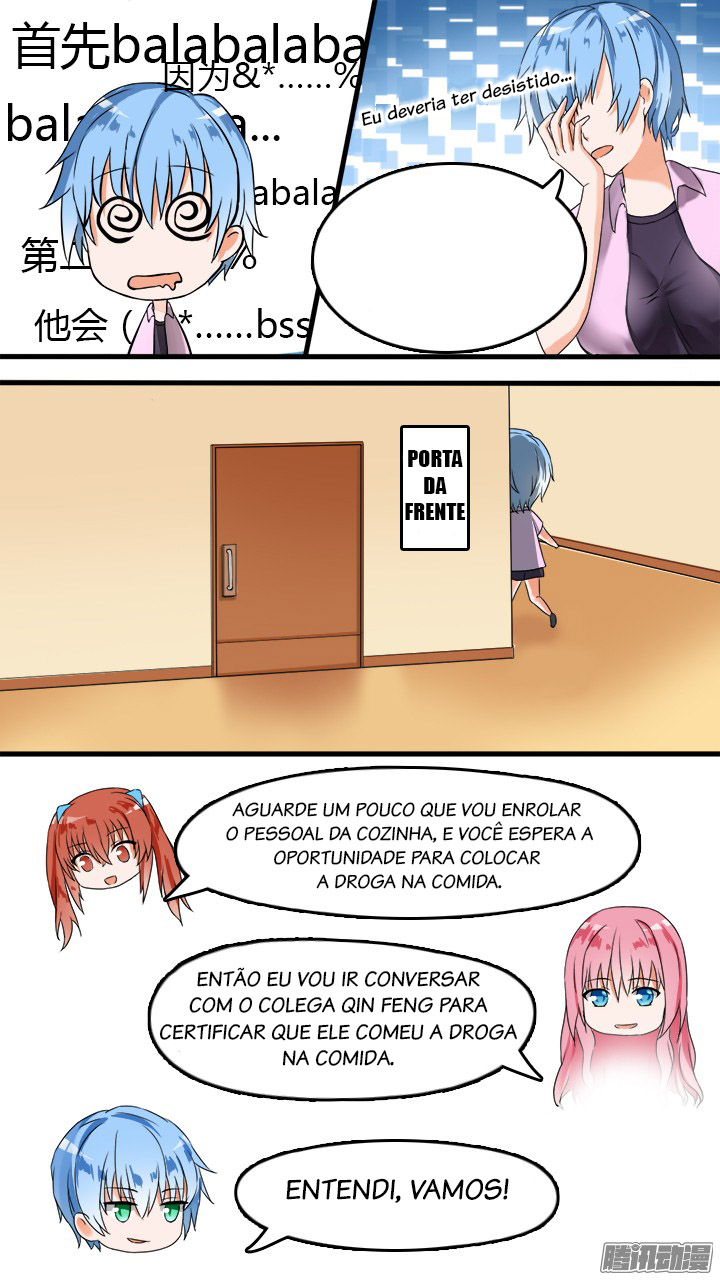 首先balabalaba
因为&*……%
bala a...
abala
第二 %
他会( *……bss
Eu deveria ter desistido...
PORTA
DA
FRENTE
AGUARDE UM POUCO QUE VOU ENROLAR
O PESSOAL DA COZINHA, E VOCÊ ESPERA A
OPORTUNIDADE PARA COLOCAR
A DROGA NA COMIDA.
ENTÃO EU VOU IR CONVERSAR
COM O COLEGA QIN FENG PARA
CERTIFICAR QUE ELE COMEU A DROGA
NA COMIDA.
ENTENDI, VAMOS!
腾讯动漫